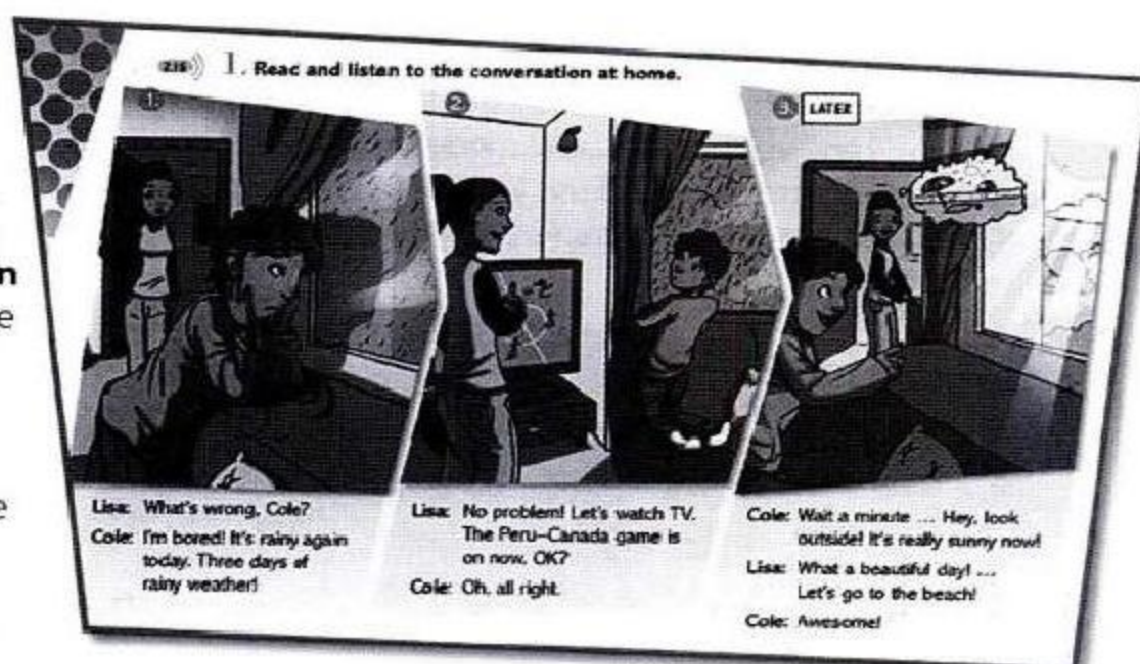 2.18 1. Read and listen to the conversation at home.
1.
Lisa: What's wrong, Cole?
Cole: I'm bored! It's rainy again
today. Three days of
rainy weather!
2.
Lisa: No problem! Let's watch TV.
The Peru–Canada game is
on now, OK?
Cole: Oh, all right.
3. LATER
Cole: Wait a minute ... Hey, look
outside! It's really sunny now!
Lisa: What a beautiful day! ...
Let's go to the beach!
Cole: Awesome!